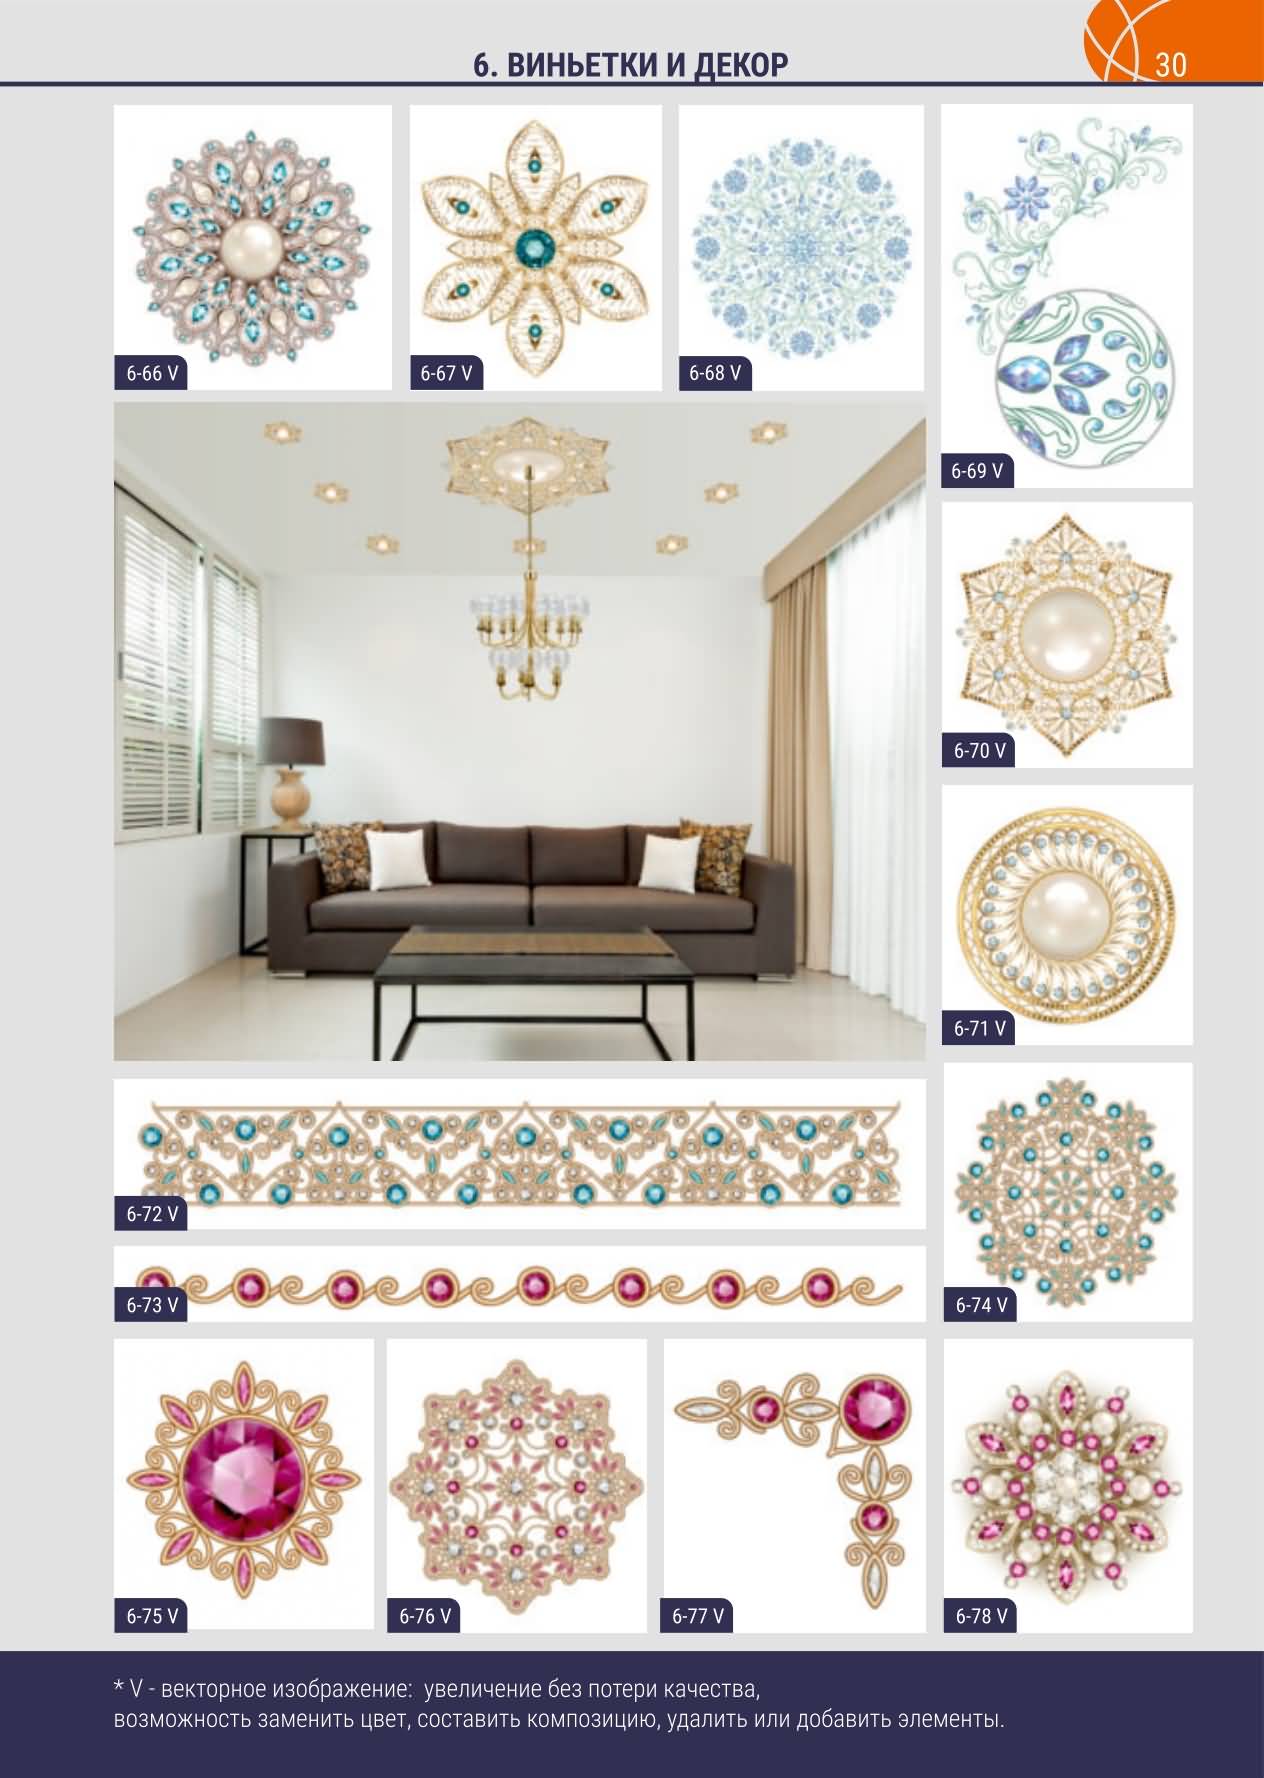 6. ВИНЬЕТКИ И ДЕКОР
30
6-66 V
6-67 V
6-68 V
6-69 V
6-70 V
6-71 V
6-72 V
6-73 V
6-74 V
6-75 V
6-76 V
6-77 V
6-78 V
* V - векторное изображение:  увеличение без потери качества,
возможность заменить цвет, составить композицию, удалить или добавить элементы.